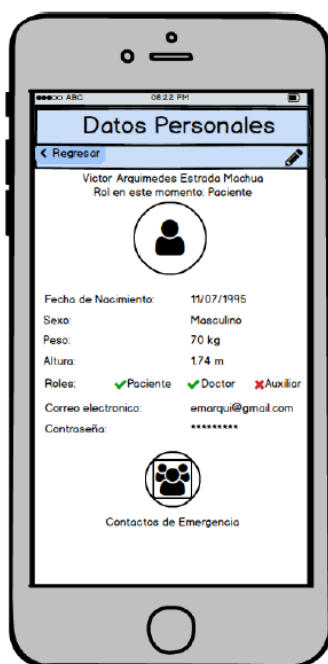 ABC 06:22 PM
Datos Personales
< Regresar
Victor Arquimedes Estrada Machua
Rol en este momento: Paciente
Fecha de Nacimiento: 11/07/1995
Sexo: Masculino
Peso: 70 kg
Altura: 1.74 m
Roles: Paciente Doctor Auxiliar
Correo electronico: emarqui@gmail.com
Contraseña: *********
Contactos de Emergencia